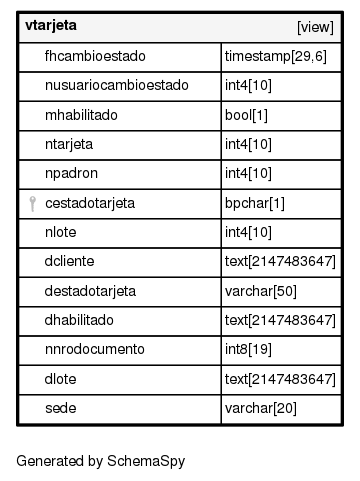 vtarjeta [view]
fhcambioestado timestamp[29,6]
nusuariocambioestado int4[10]
mhabilitado bool[1]
ntarjeta int4[10]
npadron int4[10]
cestadotarjeta bpchar[1]
nlote int4[10]
dcliente text[2147483647]
destadotarjeta varchar[50]
dhabilitado text[2147483647]
nnrodocumento int8[19]
dlote text[2147483647]
sede varchar[20]
Generated by SchemaSpy